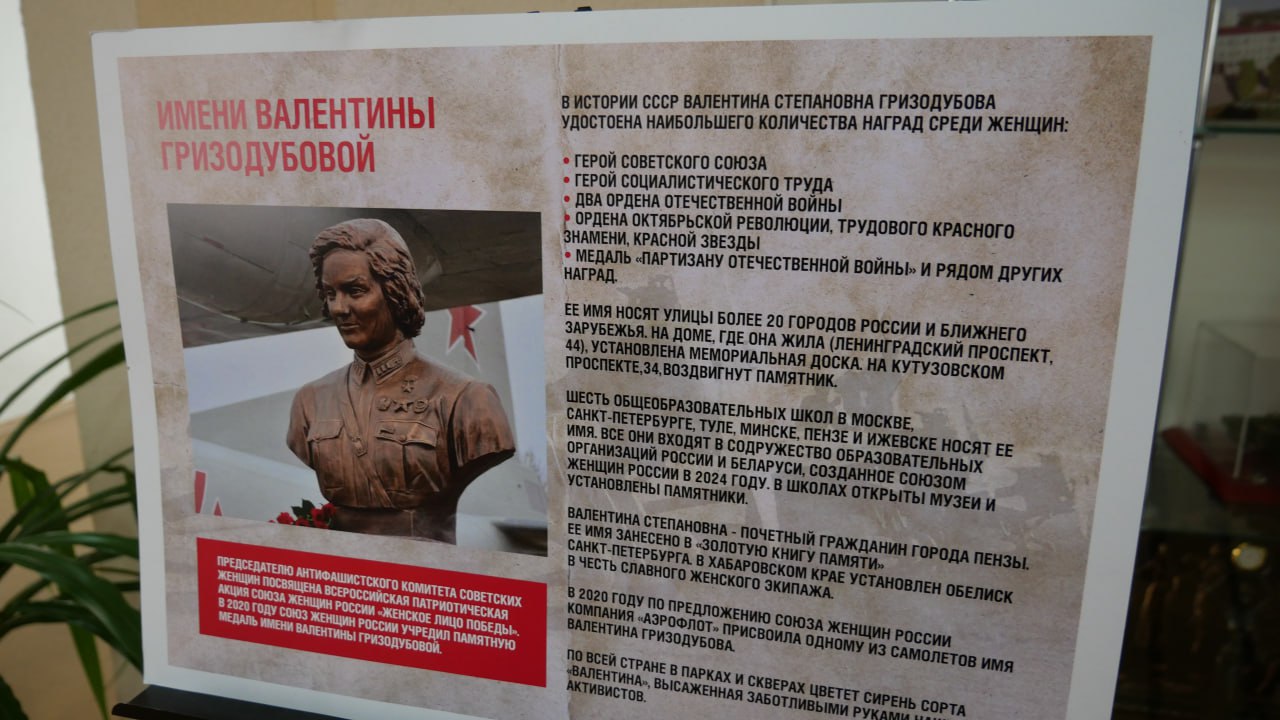 ИМЕНИ ВАЛЕНТИНЫ
ГРИЗОДУБОВОЙ
ПРЕДСЕДАТЕЛЮ АНТИФАШИСТСКОГО КОМИТЕТА СОВЕТСКИХ
ЖЕНЩИН ПОСВЯЩЕНА ВСЕРОССИЙСКАЯ ПАТРИОТИЧЕСКАЯ
АКЦИЯ СОЮЗА ЖЕНЩИН РОССИИ «ЖЕНСКОЕ ЛИЦО ПОБЕДЫ».
В 2020 ГОДУ СОЮЗ ЖЕНЩИН РОССИИ УЧРЕДИЛ ПАМЯТНУЮ
МЕДАЛЬ ИМЕНИ ВАЛЕНТИНЫ ГРИЗОДУБОВОЙ.
В ИСТОРИИ СССР ВАЛЕНТИНА СТЕПАНОВНА ГРИЗОДУБОВА
УДОСТОЕНА НАИБОЛЬШЕГО КОЛИЧЕСТВА НАГРАД СРЕДИ ЖЕНЩИН:
• ГЕРОЙ СОВЕТСКОГО СОЮЗА
• ГЕРОЙ СОЦИАЛИСТИЧЕСКОГО ТРУДА
• ДВА ОРДЕНА ОТЕЧЕСТВЕННОЙ ВОЙНЫ
• ОРДЕНА ОКТЯБРЬСКОЙ РЕВОЛЮЦИИ, ТРУДОВОГО КРАСНОГО
ЗНАМЕНИ, КРАСНОЙ ЗВЕЗДЫ
• МЕДАЛЬ «ПАРТИЗАНУ ОТЕЧЕСТВЕННОЙ ВОЙНЫ» И РЯДОМ ДРУГИХ
НАГРАД.
ЕЕ ИМЯ НОСЯТ УЛИЦЫ БОЛЕЕ 20 ГОРОДОВ РОССИИ И БЛИЖНЕГО
ЗАРУБЕЖЬЯ. НА ДОМЕ, ГДЕ ОНА ЖИЛА (ЛЕНИНГРАДСКИЙ ПРОСПЕКТ,
44), УСТАНОВЛЕНА МЕМОРИАЛЬНАЯ ДОСКА. НА КУТУЗОВСКОМ
ПРОСПЕКТЕ,34,ВОЗДВИГНУТ ПАМЯТНИК.
ШЕСТЬ ОБЩЕОБРАЗОВАТЕЛЬНЫХ ШКОЛ В МОСКВЕ,
САНКТ-ПЕТЕРБУРГЕ, ТУЛЕ, МИНСКЕ, ПЕНЗЕ И ИЖЕВСКЕ НОСЯТ ЕЕ
ИМЯ. ВСЕ ОНИ ВХОДЯТ В СОДРУЖЕСТВО ОБРАЗОВАТЕЛЬНЫХ
ОРГАНИЗАЦИЙ РОССИИ И БЕЛАРУСИ, СОЗДАННОЕ СОЮЗОМ
ЖЕНЩИН РОССИИ В 2024 ГОДУ. В ШКОЛАХ ОТКРЫТЫ МУЗЕИ И
УСТАНОВЛЕНЫ ПАМЯТНИКИ.
ВАЛЕНТИНА СТЕПАНОВНА - ПОЧЕТНЫЙ ГРАЖДАНИН ГОРОДА ПЕНЗЫ.
ЕЕ ИМЯ ЗАНЕСЕНО В «ЗОЛОТУЮ КНИГУ ПАМЯТИ»
САНКТ-ПЕТЕРБУРГА. В ХАБАРОВСКОМ КРАЕ УСТАНОВЛЕН ОБЕЛИСК
В ЧЕСТЬ СЛАВНОГО ЖЕНСКОГО ЭКИПАЖА.
В 2020 ГОДУ ПО ПРЕДЛОЖЕНИЮ СОЮЗА ЖЕНЩИН РОССИИ
КОМПАНИЯ «АЭРОФЛОТ» ПРИСВОИЛА ОДНОМУ ИЗ САМОЛЕТОВ ИМЯ
ВАЛЕНТИНА ГРИЗОДУБОВА.
ПО ВСЕЙ СТРАНЕ В ПАРКАХ И СКВЕРАХ ЦВЕТЕТ СИРЕНЬ СОРТА
«ВАЛЕНТИНА», ВЫСАЖЕННАЯ ЗАБОТЛИВЫМИ РУКАМИ
АКТИВИСТОВ.